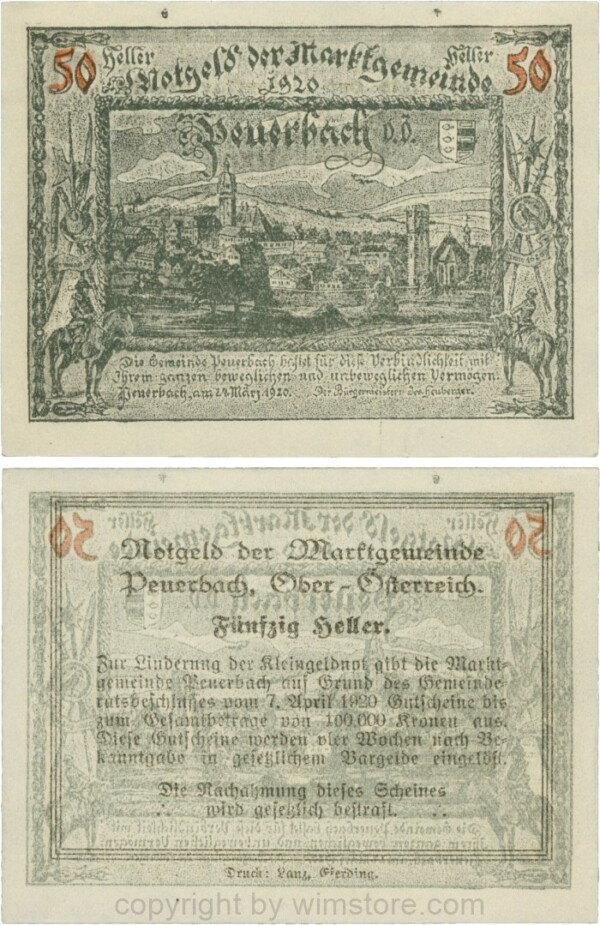 50 Heller Heller 50
Notgeld der Marktgemeinde
1920
Peuerbach O.Ö.
Die Gemeinde Peuerbach haftet für diese Verbindlichkeit mit
Ihrem ganzen beweglichen und unbeweglichen Vermögen.
Peuerbach, am 24. März 1920. Der Bürgermeister:
Notgeld der Marktgemeinde
Peuerbach, Ober-Österreich.
Fünfzig Heller.
Zur Linderung der Kleingeldnot gibt die Markt-
gemeinde Peuerbach auf Grund des Gemeinde-
ratsbeschlusses vom 7. April 1920 Gutscheine bis
zum Gesamtbetrage von 100.000 Kronen aus.
Diese Gutscheine werden vier Wochen nach Be-
kanntgabe in gesetzlichem Bargelde eingelöst.
Die Nachahmung dieses Scheines
wird gesetzlich bestraft.
Druck: Lanz, Eferding.
copyright by wimstore.com